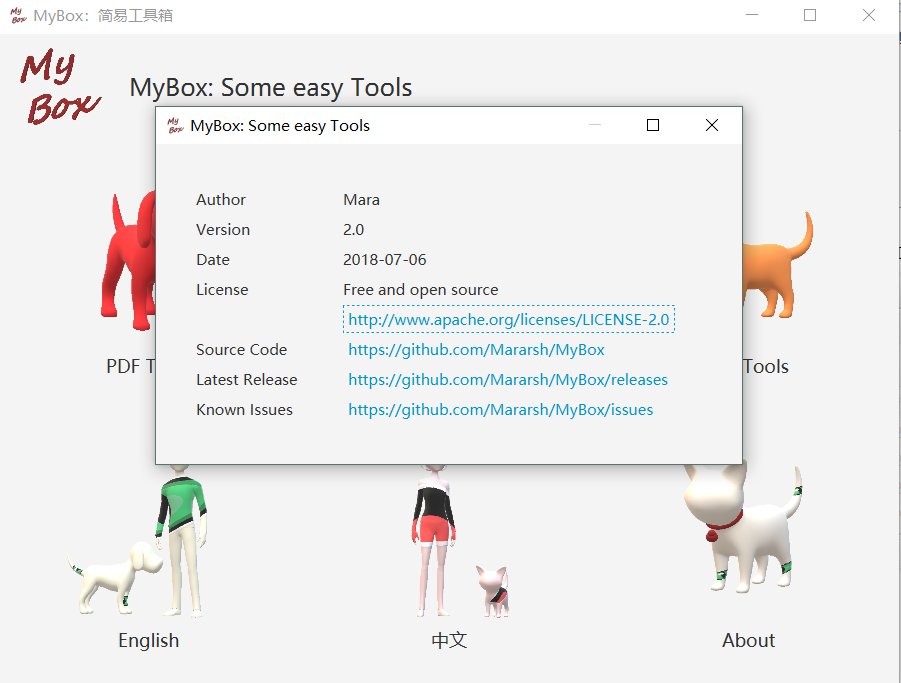 My Box MyBox：简易工具箱
My
Box
MyBox: Some easy Tools
My Box MyBox: Some easy Tools
Author Mara
Version 2.0
Date 2018-07-06
License Free and open source
http://www.apache.org/licenses/LICENSE-2.0
Source Code https://github.com/Mararsh/MyBox
Latest Release https://github.com/Mararsh/MyBox/releases
Known Issues https://github.com/Mararsh/MyBox/issues
PDF T
Tools
English
中文
About